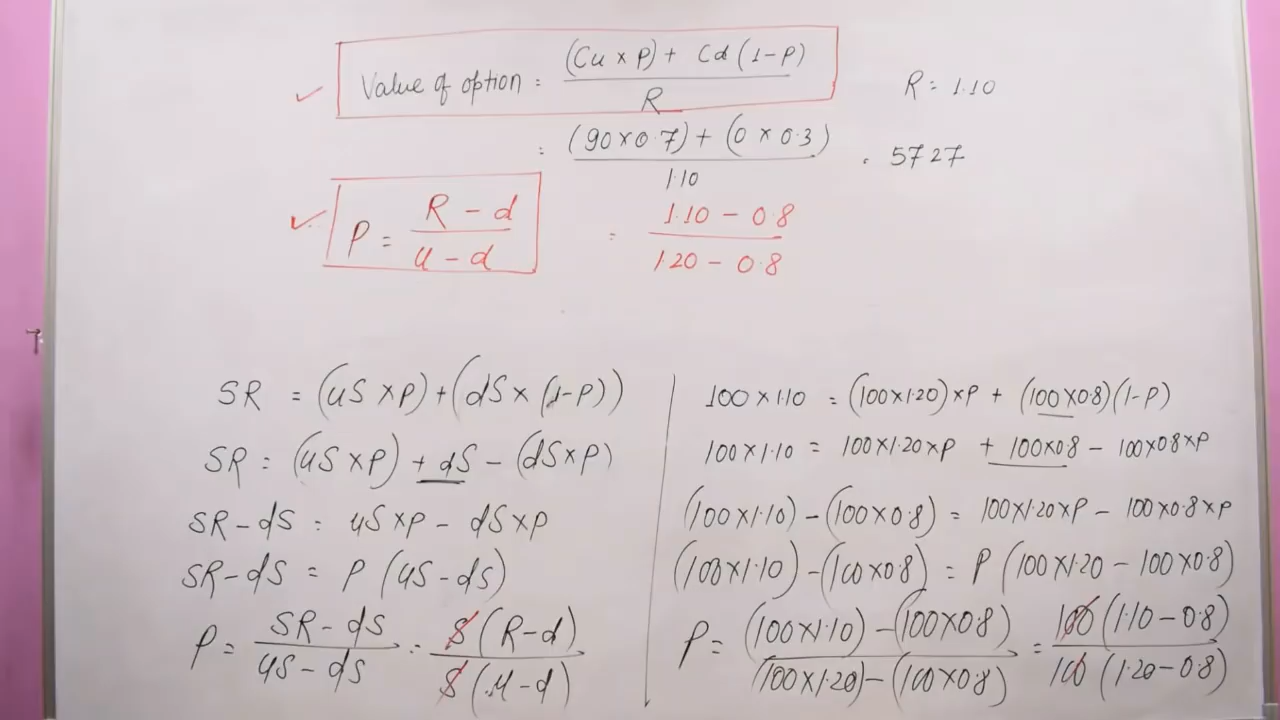 ✓ Value of option = ((Cu × P) + Cd (1-P)) / R
R = 1.10
= ((90×0.7) + (0 × 0.3)) / 1.10 = 5727
✓ P = (R - d) / (u - d) = (1.10 - 0.8) / (1.20 - 0.8)
SR = (uS × P) + (dS × (1-P))
SR = (uS × P) + dS - (dS×P)
SR-dS = uS×P - dS×P
SR-dS = P (uS-dS)
P = (SR-dS) / (uS-dS) = S(R-d) / S(u-d)
100×1.10 = (100×1.20)×P + (100×0.8)(1-P)
100×1.10 = 100×1.20×P + 100×0.8 - 100×0.8×P
(100×1.10) - (100×0.8) = 100×1.20×P - 100×0.8×P
(100×1.10) - (100×0.8) = P (100×1.20 - 100×0.8)
P = ((100×1.10) - (100×0.8)) / ((100×1.20) - (100×0.8)) = 100 (1.10-0.8) / 100 (1.20-0.8)